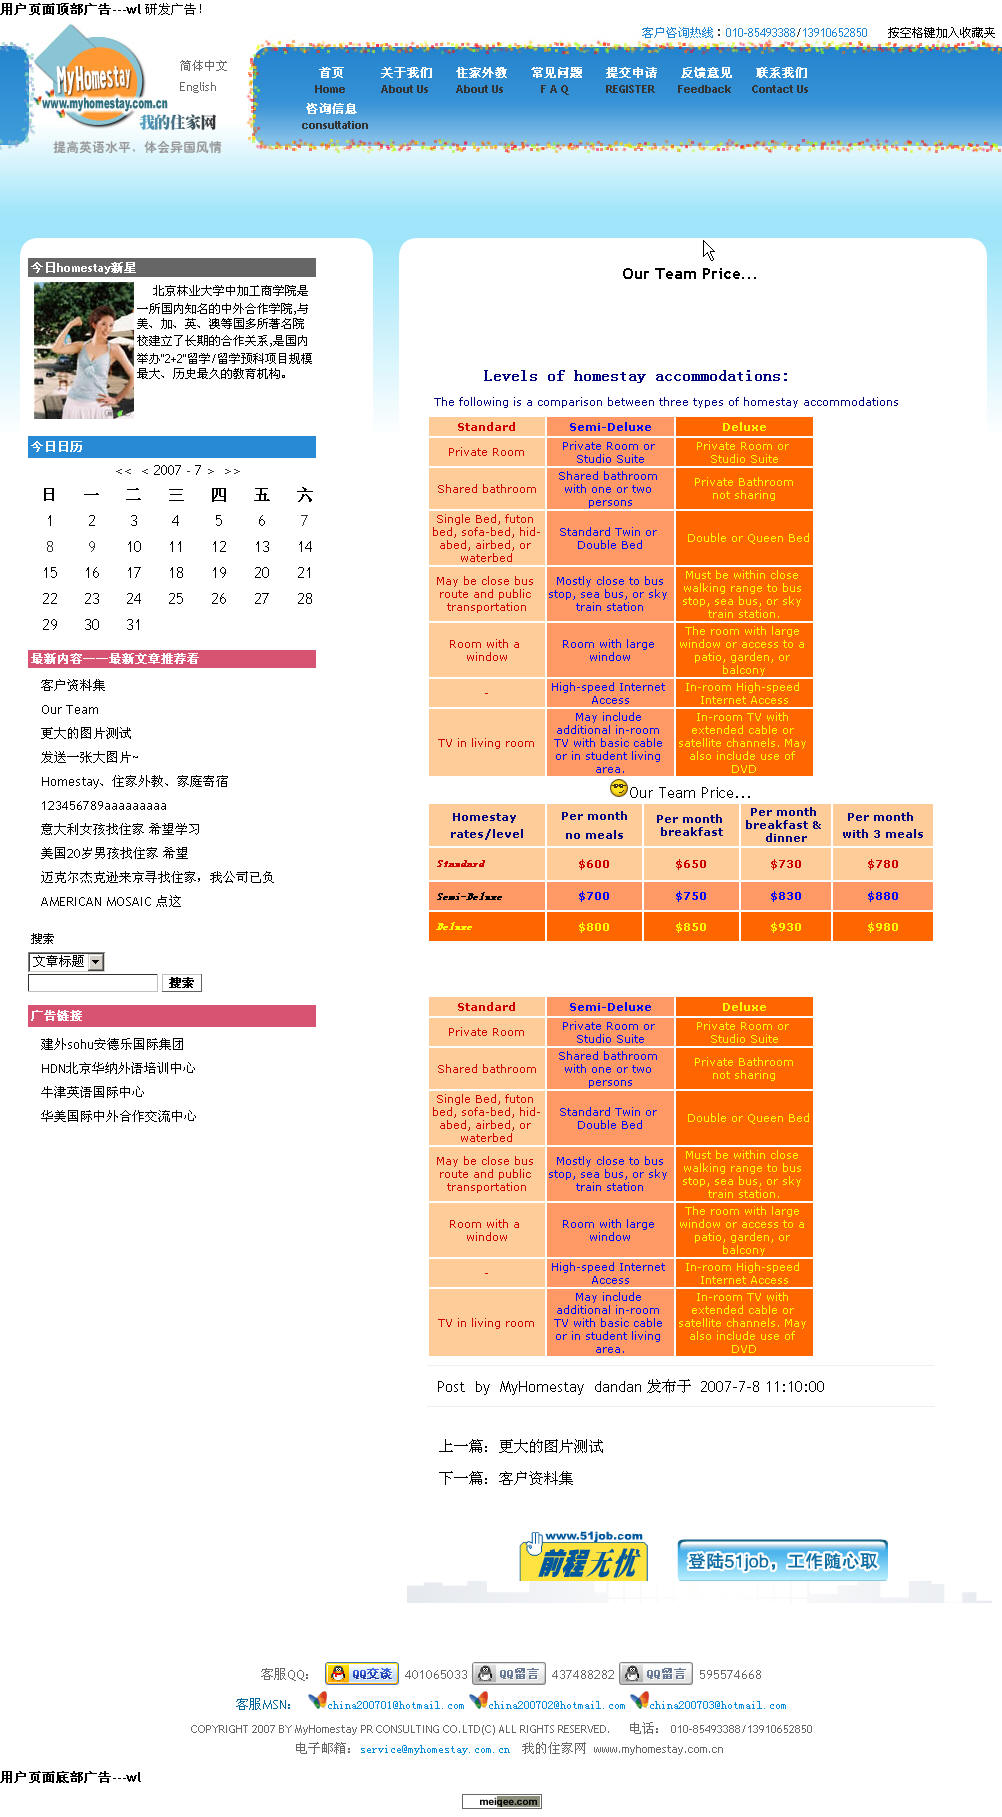 用户页面顶部广告---wl 研发广告！
客户咨询热线：010-85493388/13910652850 按空格键加入收藏夹
MyHomestay
www.myhomestay.com.cn
我的住家网
提高英语水平，体会异国风情
简体中文
English
首页 关于我们 住家外教 常见问题 提交申请 反馈意见 联系我们
Home About Us About Us F A Q REGISTER Feedback Contact Us
咨询信息
consultation
今日homestay新星
北京林业大学中加工商学院是
一所国内知名的中外合作学院,与
美、加、英、澳等国多所著名院
校建立了长期的合作关系,是国内
举办"2+2"留学/留学预科项目规模
最大、历史最久的教育机构。
今日日历
<< < 2007 - 7 > >>
日 一 二 三 四 五 六
1 2 3 4 5 6 7
8 9 10 11 12 13 14
15 16 17 18 19 20 21
22 23 24 25 26 27 28
29 30 31
最新内容——最新文章推荐看
客户资料集
Our Team
更大的图片测试
发送一张大图片~
Homestay、住家外教、家庭寄宿
123456789aaaaaaaaa
意大利女孩找住家 希望学习
美国20岁男孩找住家 希望
迈克尔杰克逊来京寻找住家，我公司已负
AMERICAN MOSAIC 点这
搜索
文章标题
搜索
广告链接
建外sohu安德乐国际集团
HDN北京华纳外语培训中心
牛津英语国际中心
华美国际中外合作交流中心
Our Team Price...
Levels of homestay accommodations:
The following is a comparison between three types of homestay accommodations
Standard Semi-Deluxe Deluxe
Private Room
Private Room or
Studio Suite
Private Room or
Studio Suite
Shared bathroom
Shared bathroom
with one or two
persons
Private Bathroom
not sharing
Single Bed, futon
bed, sofa-bed, hid-
abed, airbed, or
waterbed
Standard Twin or
Double Bed
Double or Queen Bed
May be close bus
route and public
transportation
Mostly close to bus
stop, sea bus, or sky
train station
Must be within close
walking range to bus
stop, sea bus, or sky
train station.
Room with a
window
Room with large
window
The room with large
window or access to a
patio, garden, or
balcony
-
High-speed Internet
Access
In-room High-speed
Internet Access
TV in living room
May include
additional in-room
TV with basic cable
or in student living
area.
In-room TV with
extended cable or
satellite channels. May
also include use of
DVD
Our Team Price...
Homestay
rates/level
Per month
no meals
Per month
breakfast
Per month
breakfast &
dinner
Per month
with 3 meals
Standard $600 $650 $730 $780
Semi-Deluxe $700 $750 $830 $880
Deluxe $800 $850 $930 $980
Standard Semi-Deluxe Deluxe
Private Room
Private Room or
Studio Suite
Private Room or
Studio Suite
Shared bathroom
Shared bathroom
with one or two
persons
Private Bathroom
not sharing
Single Bed, futon
bed, sofa-bed, hid-
abed, airbed, or
waterbed
Standard Twin or
Double Bed
Double or Queen Bed
May be close bus
route and public
transportation
Mostly close to bus
stop, sea bus, or sky
train station
Must be within close
walking range to bus
stop, sea bus, or sky
train station.
Room with a
window
Room with large
window
The room with large
window or access to a
patio, garden, or
balcony
-
High-speed Internet
Access
In-room High-speed
Internet Access
TV in living room
May include
additional in-room
TV with basic cable
or in student living
area.
In-room TV with
extended cable or
satellite channels. May
also include use of
DVD
Post by MyHomestay dandan 发布于 2007-7-8 11:10:00
上一篇：更大的图片测试
下一篇：客户资料集
www.51job.com
前程无忧
登陆51job，工作随心取
客服QQ： QQ交谈 401065033 QQ留言 437488282 QQ留言 595574668
客服MSN： china200701@hotmail.com china200702@hotmail.com china200703@hotmail.com
COPYRIGHT 2007 BY MyHomestay PR CONSULTING CO.LTD(C) ALL RIGHTS RESERVED. 电话： 010-85493388/13910652850
电子邮箱：service@myhomestay.com.cn 我的住家网 www.myhomestay.com.cn
用户页面底部广告---wl
meiqee.com